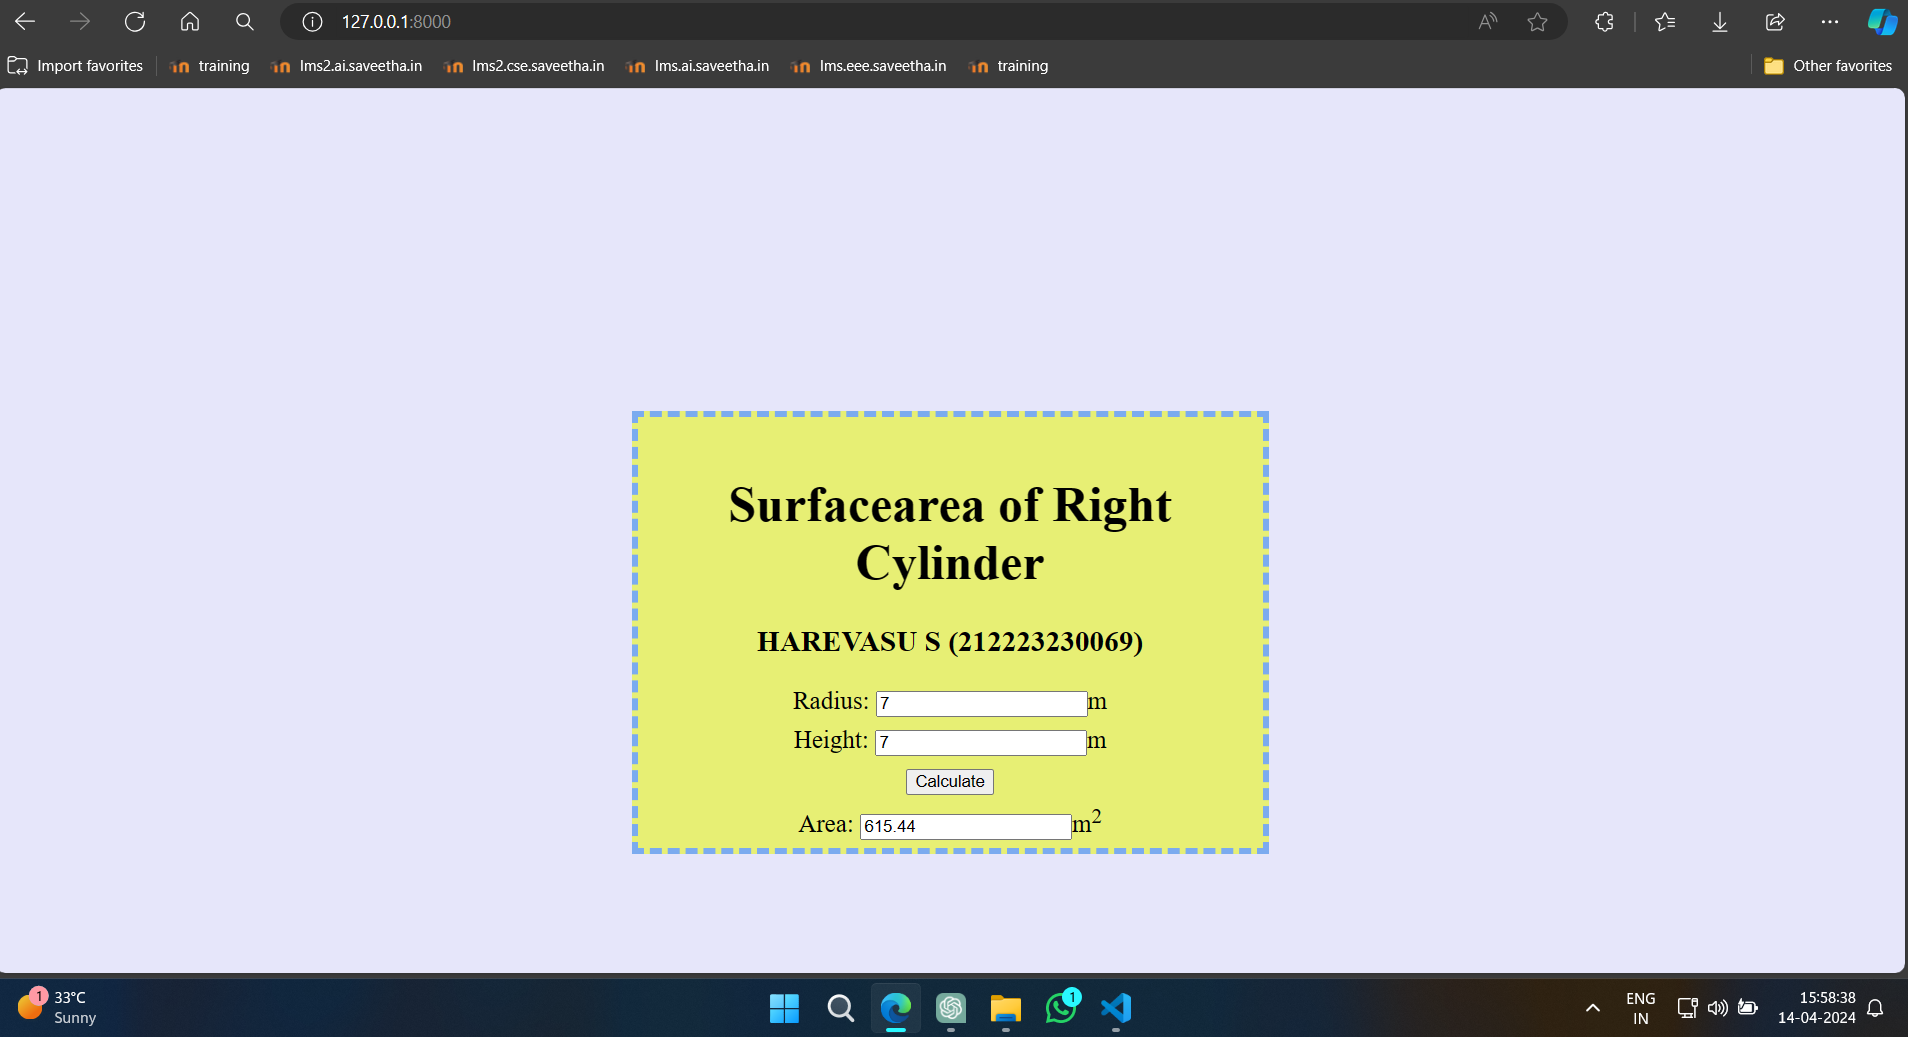 127.0.0.1:8000
Import favorites training lms2.ai.saveetha.in lms2.cse.saveetha.in lms.ai.saveetha.in lms.eee.saveetha.in training Other favorites
Surfacearea of Right
Cylinder
HAREVASU S (212223230069)
Radius: 7 m
Height: 7 m
Calculate
Area: 615.44 m²
1
33°C
Sunny
1
ENG
IN
15:58:38
14-04-2024